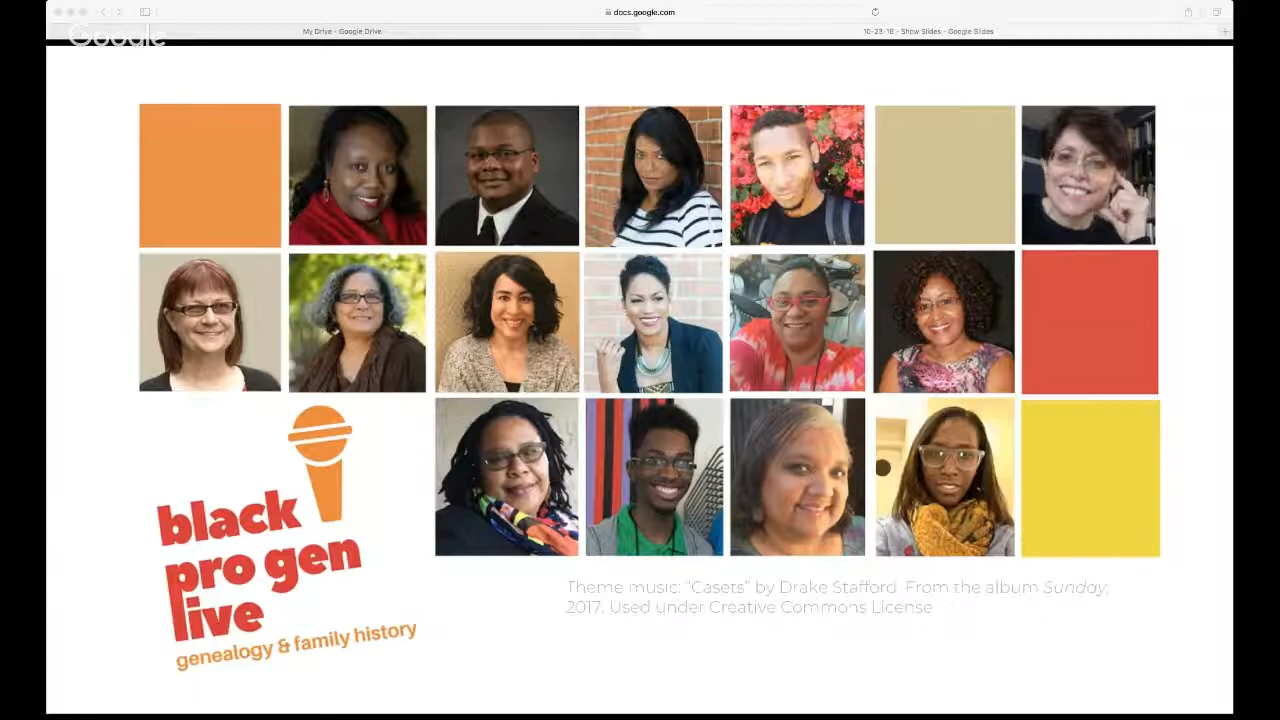 docs.google.com
My Drive - Google Drive
10-23-18 - Show Slides - Google Slides
Google
black
pro gen
live
genealogy & family history
Theme music: “Casets” by Drake Stafford. From the album Sunday,
2017. Used under Creative Commons License